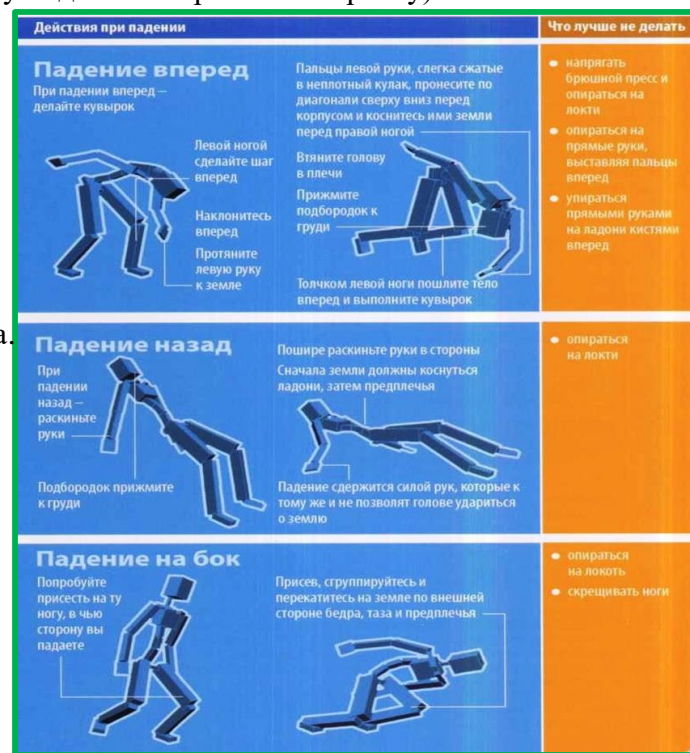 Действия при падении
Что лучше не делать
Падение вперед
При падении вперед —
делайте кувырок
Левой ногой
сделайте шаг
вперед
Наклонитесь
вперед
Протяните
левую руку
к земле
Пальцы левой руки, слегка сжатые
в неплотный кулак, пронесите по
диагонали сверху вниз перед
корпусом и коснитесь ими земли
перед правой ногой
Втяните голову
в плечи
Прижмите
подбородок к
груди
Толчком левой ноги пошлите тело
вперед и выполните кувырок
напрягать
брюшной пресс и
опираться на
локти
опираться на
прямые руки,
выставляя пальцы
вперед
упираться
прямыми руками
на ладони кистями
вперед
а.
Падение назад
При
падении
назад —
раскиньте
руки
Подбородок прижмите
к груди
Пошире раскиньте руки в стороны
Сначала земли должны коснуться
ладони, затем предплечья
Падение сдержится силой рук, которые к
тому же и не позволят голове удариться
о землю
опираться
на локти
Падение на бок
Попробуйте
присесть на ту
ногу, в чью
сторону вы
падаете
Присев, сгруппируйтесь и
перекатитесь на земле по внешней
стороне бедра, таза и предплечья
опираться
на локоть
скрещивать ноги